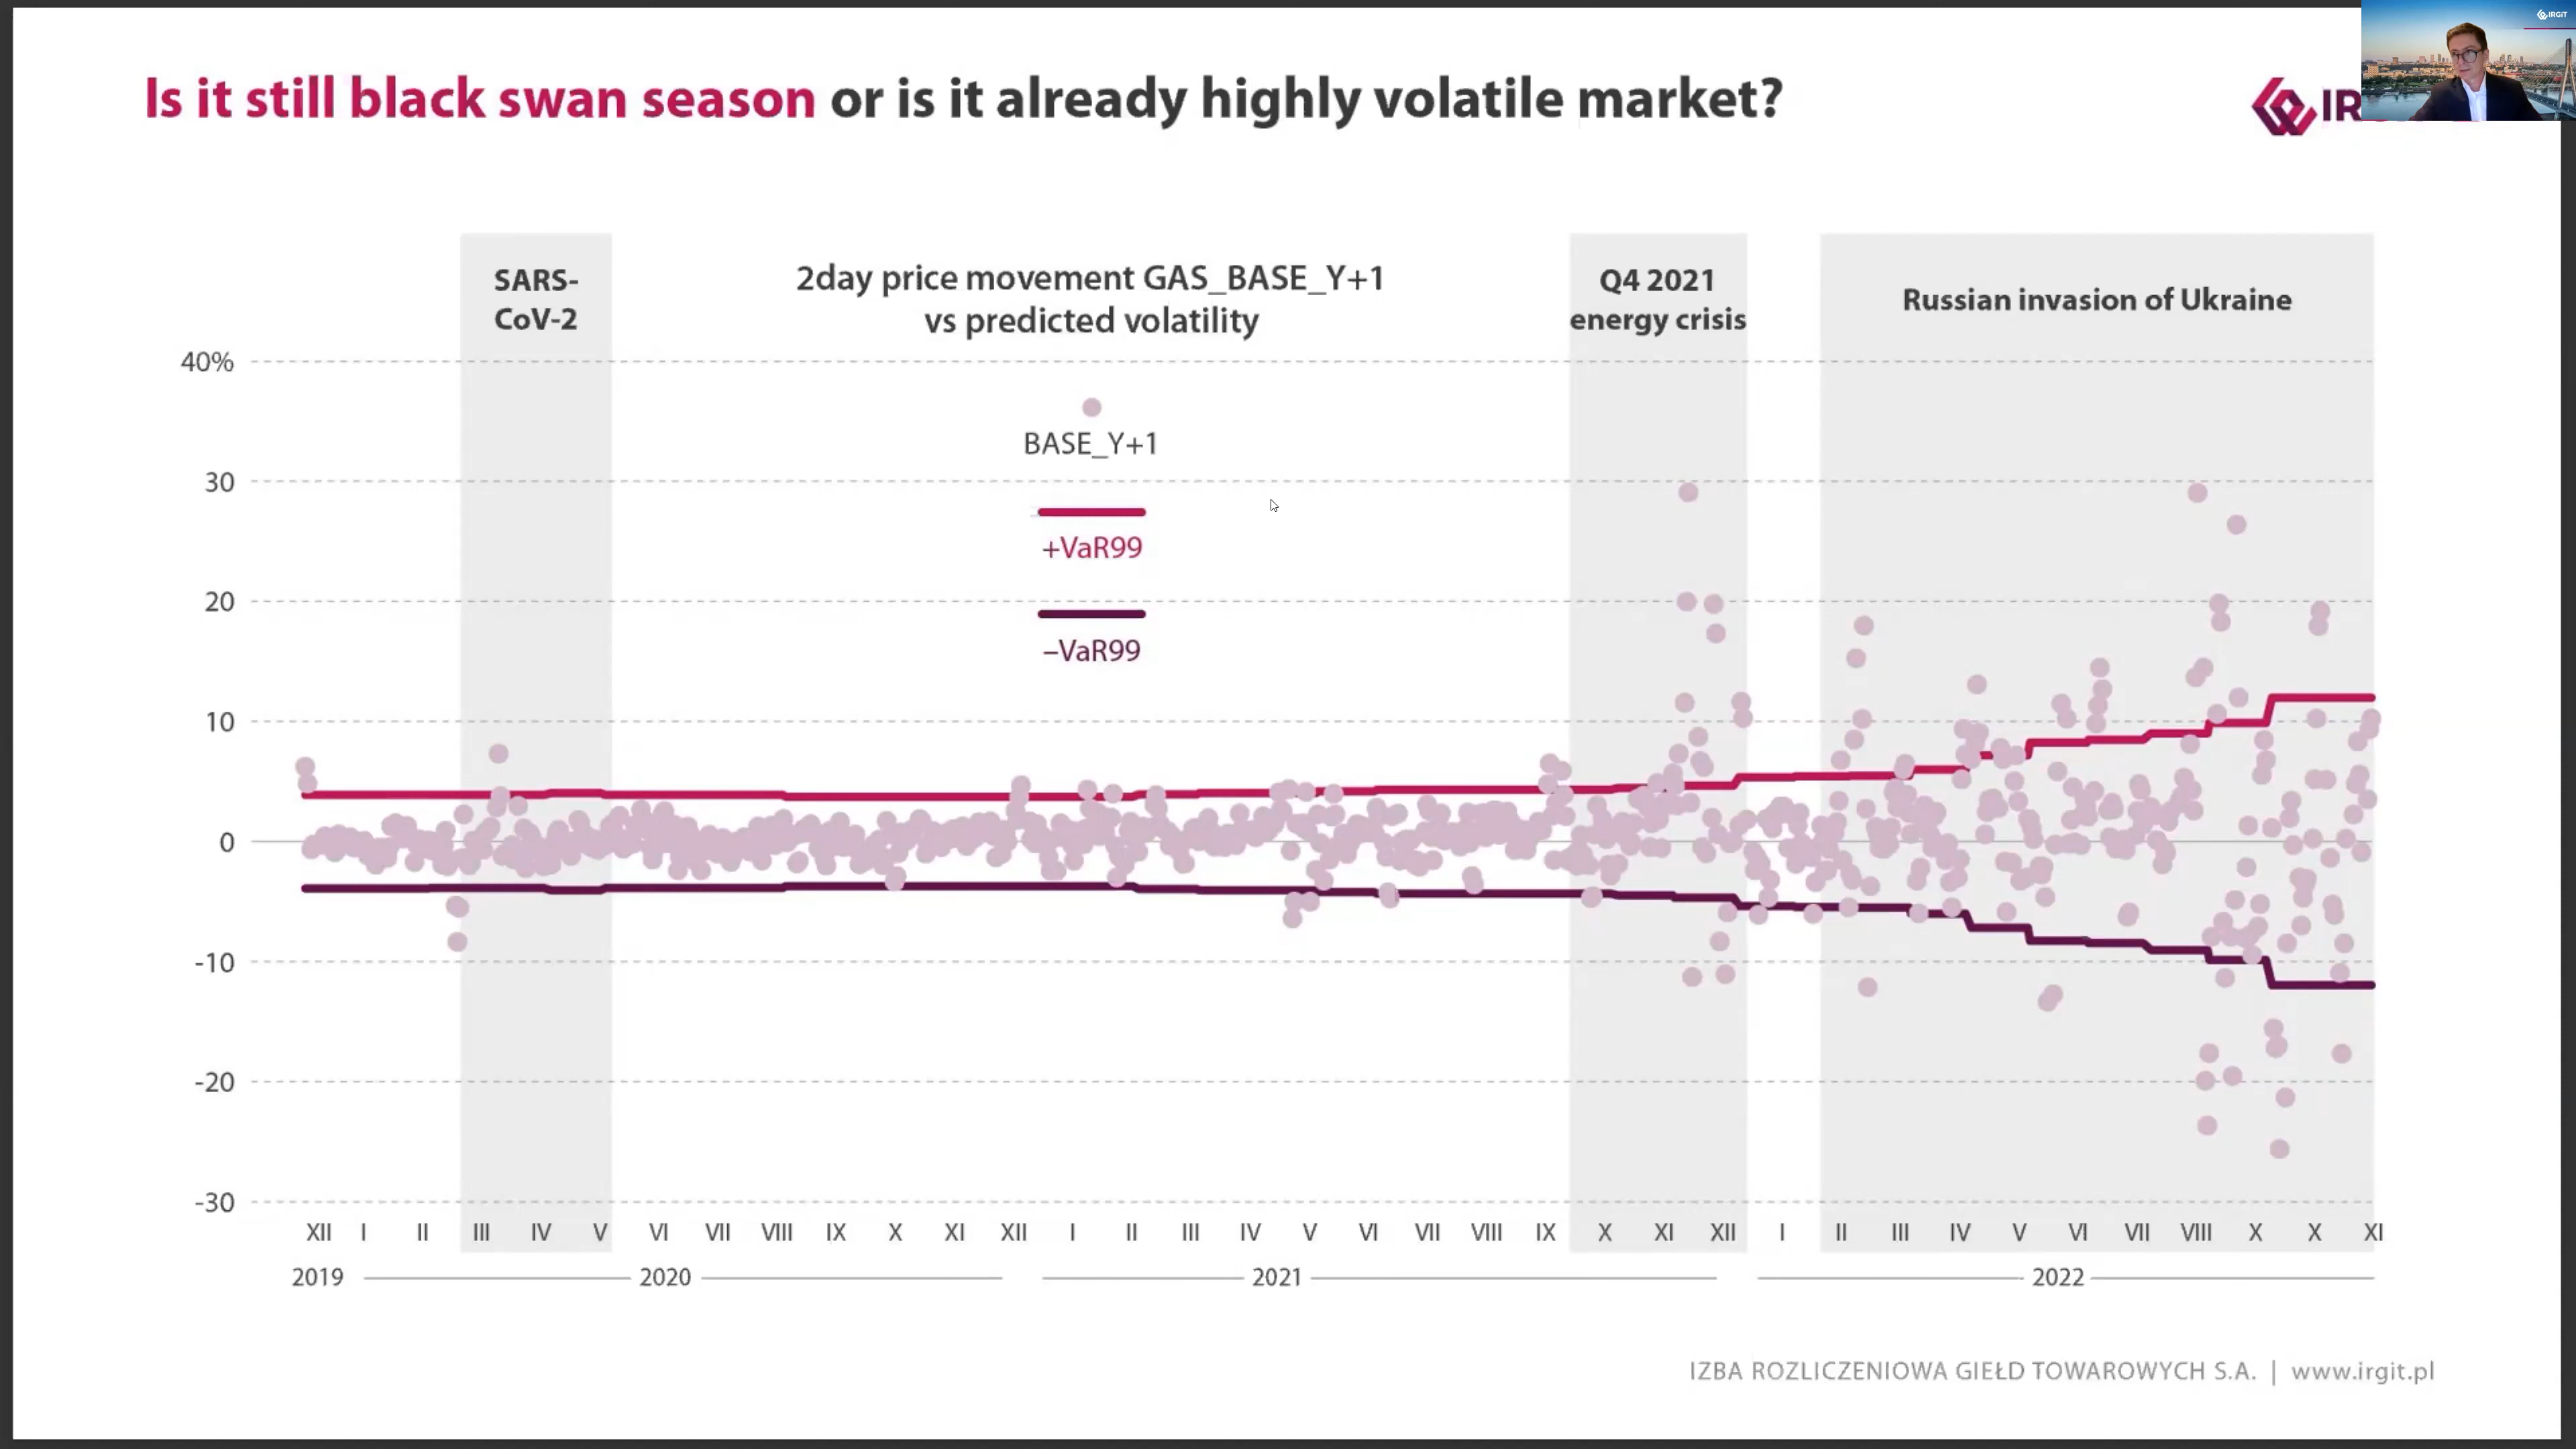 IRGiT
Is it still black swan season or is it already highly volatile market?
SARS-
CoV-2
2day price movement GAS_BASE_Y+1
vs predicted volatility
Q4 2021
energy crisis
Russian invasion of Ukraine
40%
BASE_Y+1
30
+VaR99
20
–VaR99
10
0
-10
-20
-30
XII I II III IV V VI VII VIII IX X XI XII I II III IV V VI VII VIII IX X XI XII I II III IV V VI VII VIII X X XI
2019 2020 2021 2022
IZBA ROZLICZENIOWA GIEŁD TOWAROWYCH S.A. | www.irgit.pl